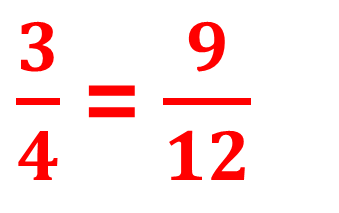 3/4 = 9/12